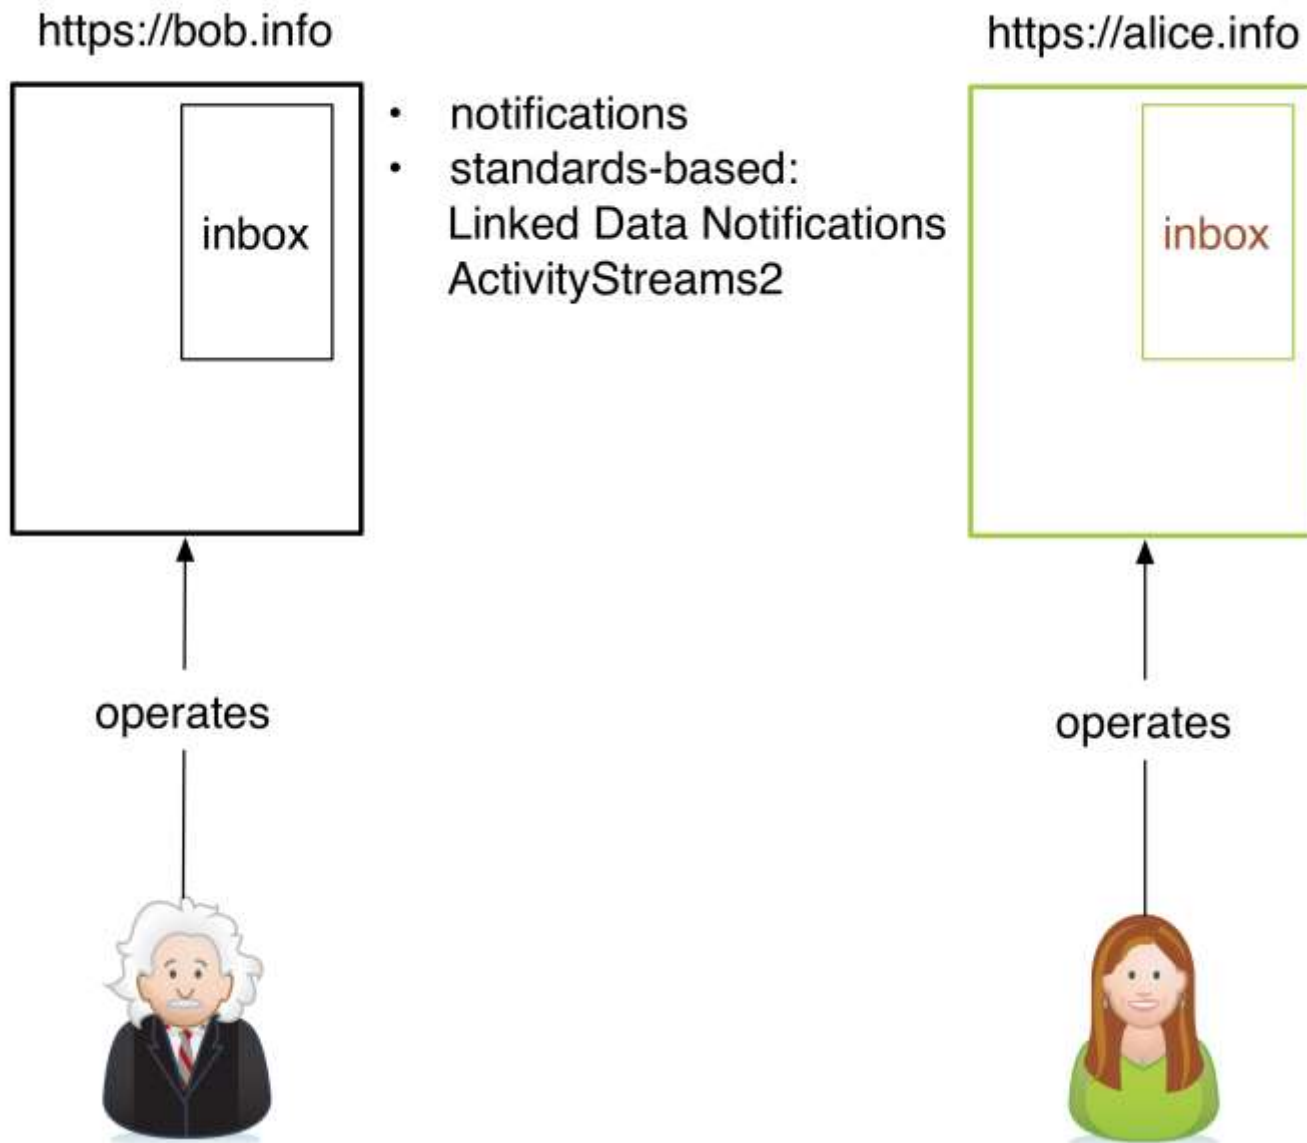 https://bob.info
https://alice.info
inbox
• notifications
• standards-based:
Linked Data Notifications
ActivityStreams2
inbox
operates
operates